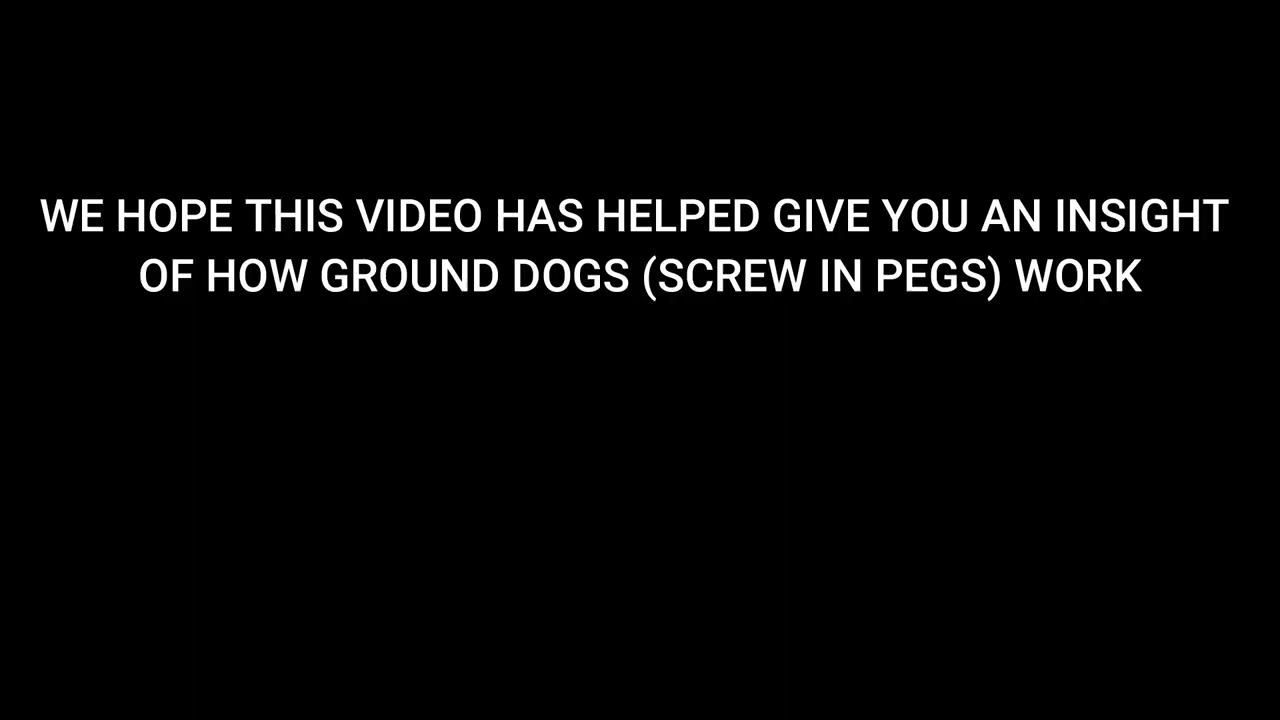 WE HOPE THIS VIDEO HAS HELPED GIVE YOU AN INSIGHT
OF HOW GROUND DOGS (SCREW IN PEGS) WORK